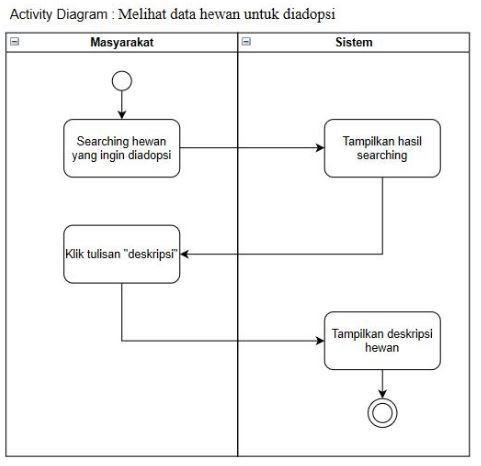 Activity Diagram : Melihat data hewan untuk diadopsi
Masyarakat
Sistem
Searching hewan
yang ingin diadopsi
Tampilkan hasil
searching
Klik tulisan "deskripsi"
Tampilkan deskripsi
hewan